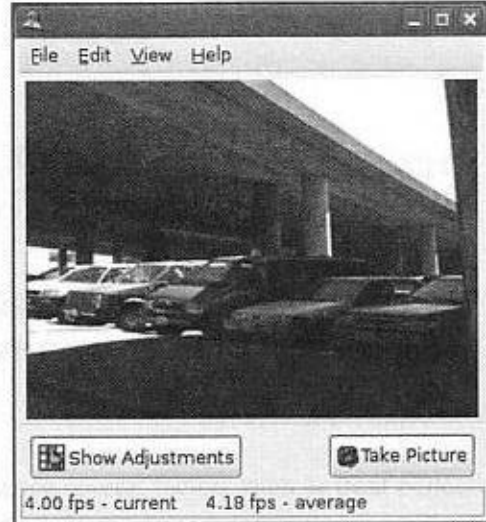 File Edit View Help
Show Adjustments Take Picture
4.00 fps - current 4.18 fps - average